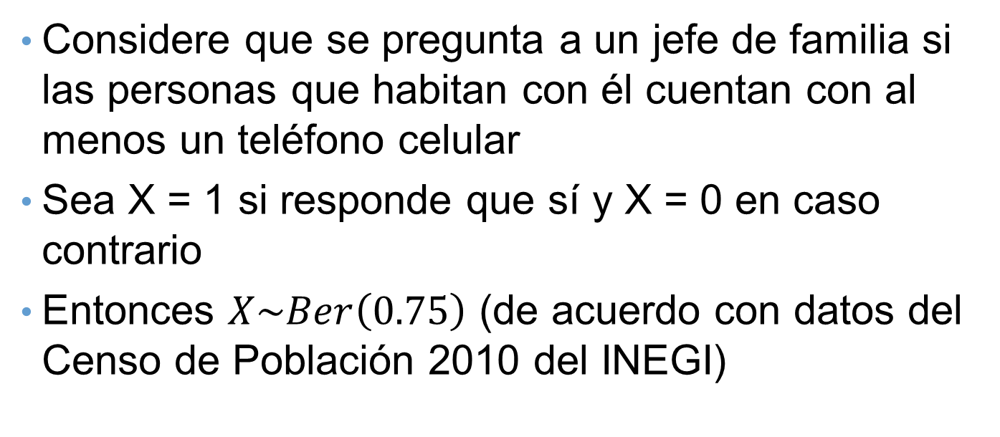 • Considere que se pregunta a un jefe de familia si
las personas que habitan con él cuentan con al
menos un teléfono celular
• Sea X = 1 si responde que sí y X = 0 en caso
contrario
• Entonces 𝑋~𝐵𝑒𝑟(0.75) (de acuerdo con datos del
Censo de Población 2010 del INEGI)